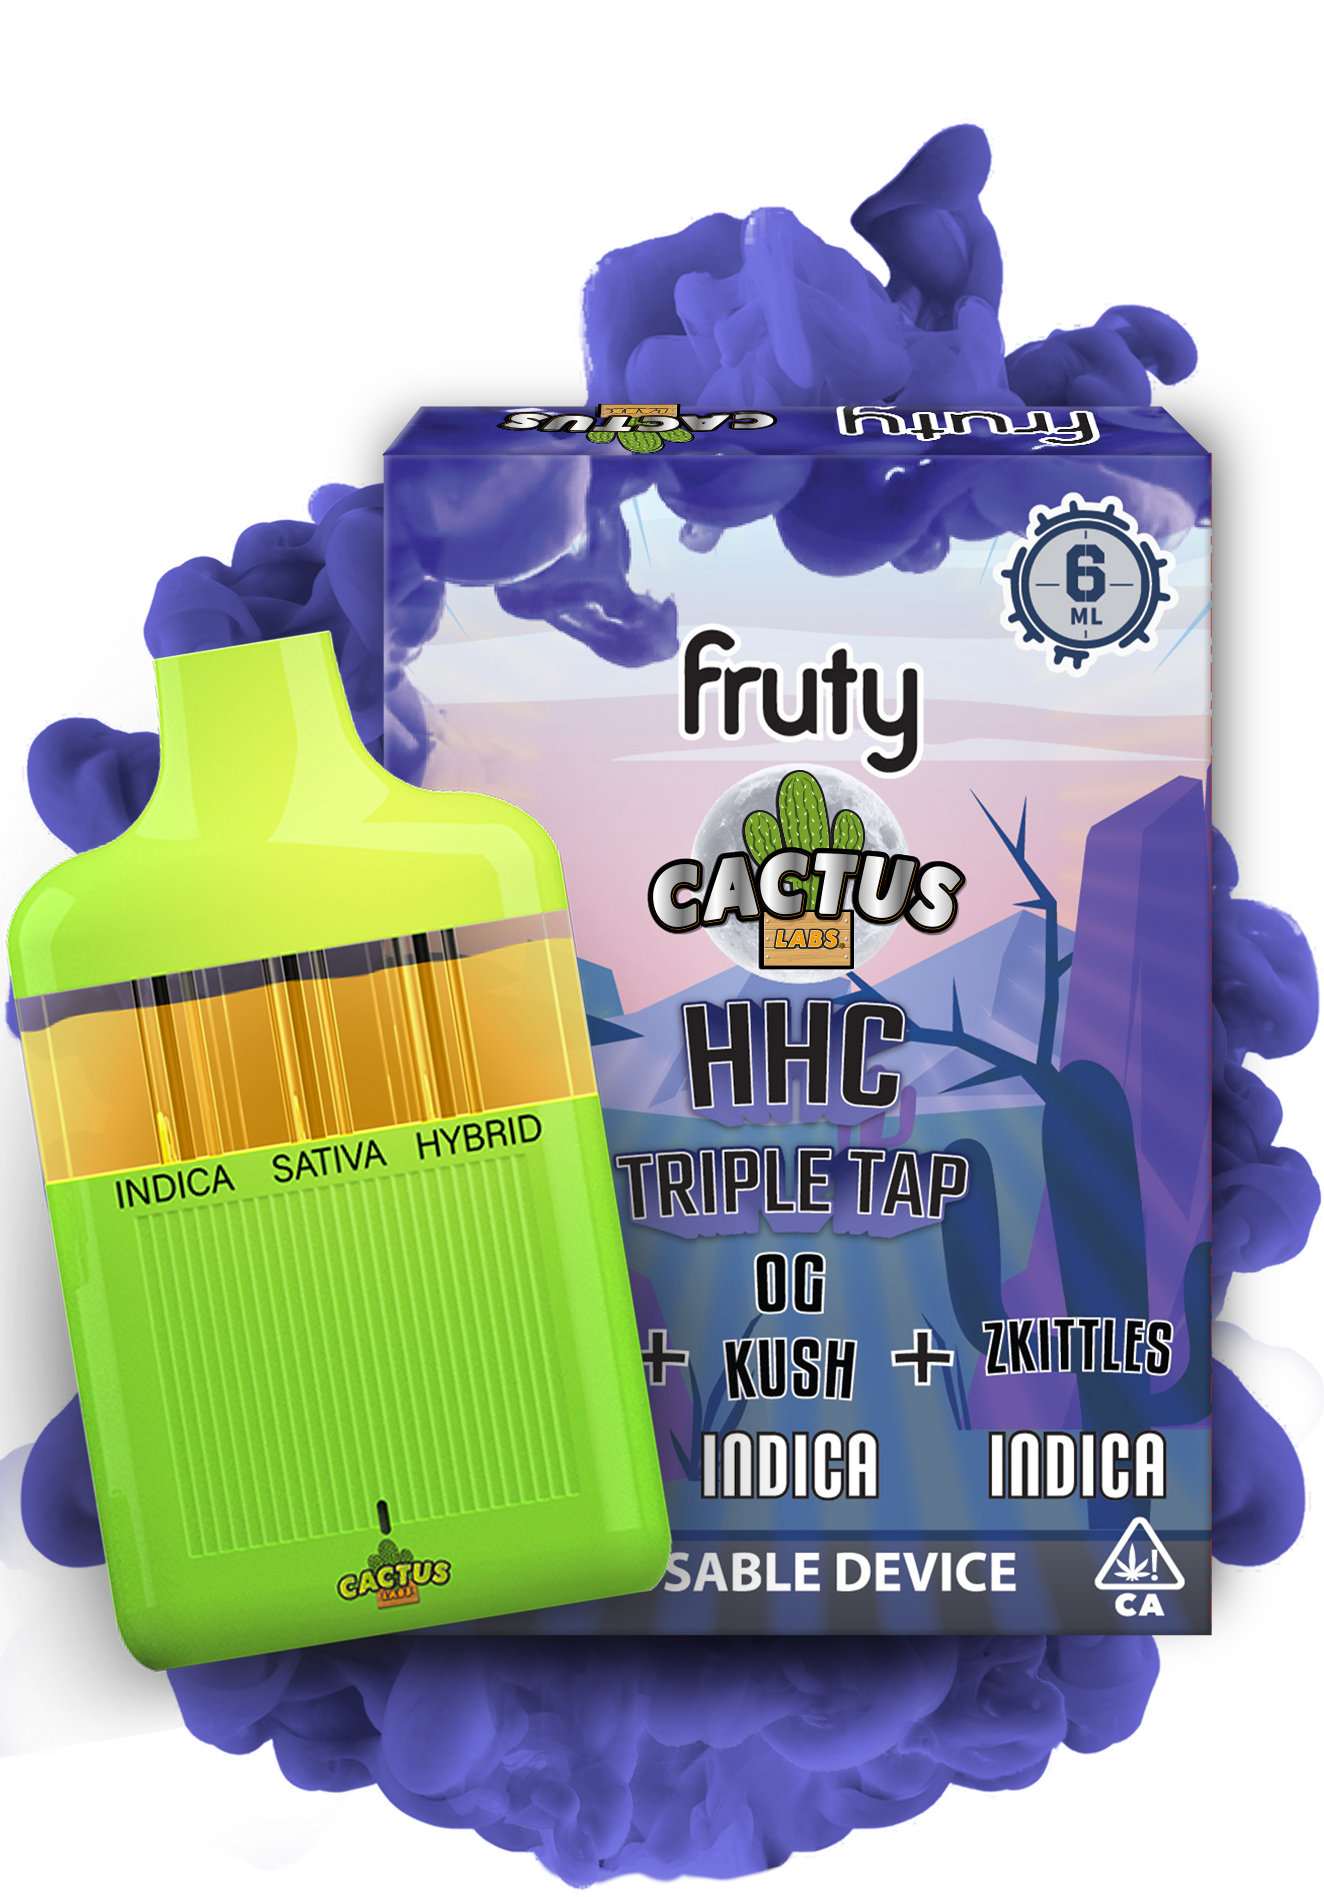 CACTUS
fruty
6
ML
fruty
CACTUS
LABS
HHC
TRIPLE TAP
OG
+ KUSH + ZKITTLES
INDICA INDICA
SABLE DEVICE
CA
INDICA SATIVA HYBRID
CACTUS
LABS